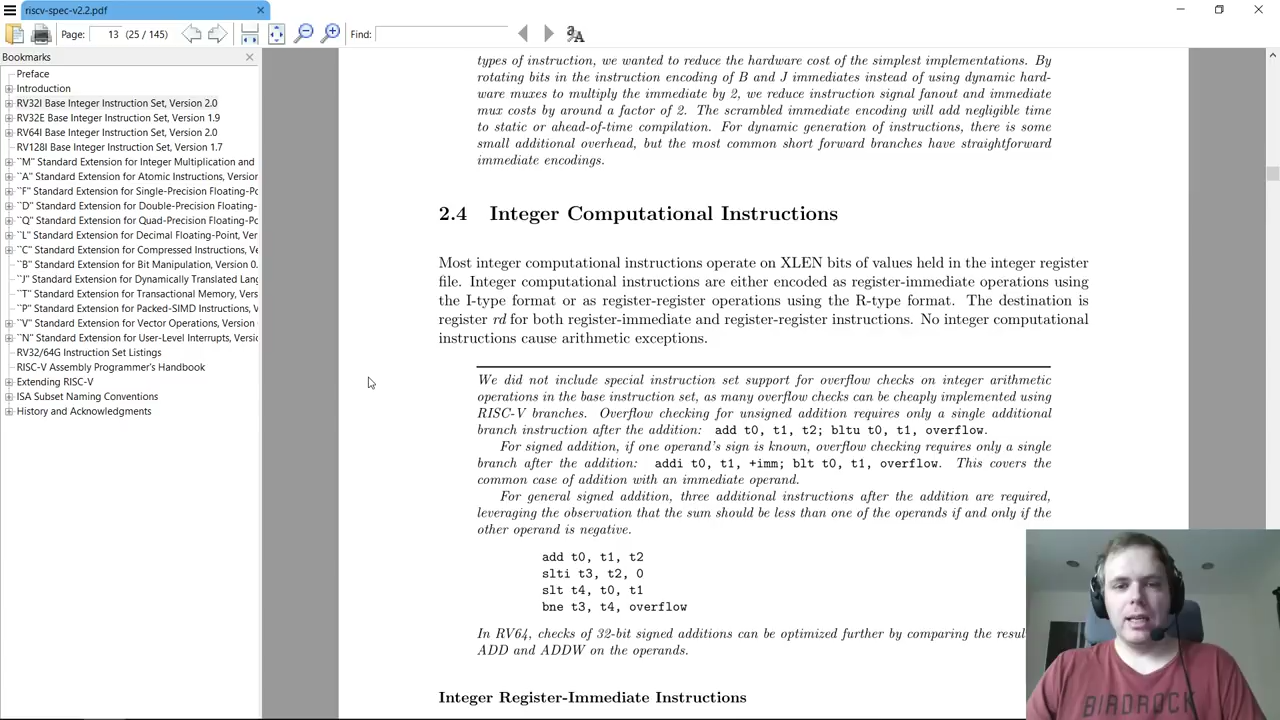 riscv-spec-v2.2.pdf
Page: 13 (25 / 145) Find:
Bookmarks
Preface
Introduction
RV32I Base Integer Instruction Set, Version 2.0
RV32E Base Integer Instruction Set, Version 1.9
RV64I Base Integer Instruction Set, Version 2.0
RV128I Base Integer Instruction Set, Version 1.7
``M'' Standard Extension for Integer Multiplication and
``A'' Standard Extension for Atomic Instructions, Version
``F'' Standard Extension for Single-Precision Floating-Po
``D'' Standard Extension for Double-Precision Floating-
``Q'' Standard Extension for Quad-Precision Floating-Po
``L'' Standard Extension for Decimal Floating-Point, Ver
``C'' Standard Extension for Compressed Instructions, Ve
``B'' Standard Extension for Bit Manipulation, Version 0.
``J'' Standard Extension for Dynamically Translated Lang
``T'' Standard Extension for Transactional Memory, Vers
``P'' Standard Extension for Packed-SIMD Instructions, V
``V'' Standard Extension for Vector Operations, Version
``N'' Standard Extension for User-Level Interrupts, Versio
RV32/64G Instruction Set Listings
RISC-V Assembly Programmer's Handbook
Extending RISC-V
ISA Subset Naming Conventions
History and Acknowledgments
types of instruction, we wanted to reduce the hardware cost of the simplest implementations. By
rotating bits in the instruction encoding of B and J immediates instead of using dynamic hard-
ware muxes to multiply the immediate by 2, we reduce instruction signal fanout and immediate
mux costs by around a factor of 2. The scrambled immediate encoding will add negligible time
to static or ahead-of-time compilation. For dynamic generation of instructions, there is some
small additional overhead, but the most common short forward branches have straightforward
immediate encodings.
2.4 Integer Computational Instructions
Most integer computational instructions operate on XLEN bits of values held in the integer register
file. Integer computational instructions are either encoded as register-immediate operations using
the I-type format or as register-register operations using the R-type format. The destination is
register rd for both register-immediate and register-register instructions. No integer computational
instructions cause arithmetic exceptions.
We did not include special instruction set support for overflow checks on integer arithmetic
operations in the base instruction set, as many overflow checks can be cheaply implemented using
RISC-V branches. Overflow checking for unsigned addition requires only a single additional
branch instruction after the addition: add t0, t1, t2; bltu t0, t1, overflow.
For signed addition, if one operand's sign is known, overflow checking requires only a single
branch after the addition: addi t0, t1, +imm; blt t0, t1, overflow. This covers the
common case of addition with an immediate operand.
For general signed addition, three additional instructions after the addition are required,
leveraging the observation that the sum should be less than one of the operands if and only if the
other operand is negative.
add t0, t1, t2
slti t3, t2, 0
slt t4, t0, t1
bne t3, t4, overflow
In RV64, checks of 32-bit signed additions can be optimized further by comparing the resul
ADD and ADDW on the operands.
Integer Register-Immediate Instructions
BIRDROCK